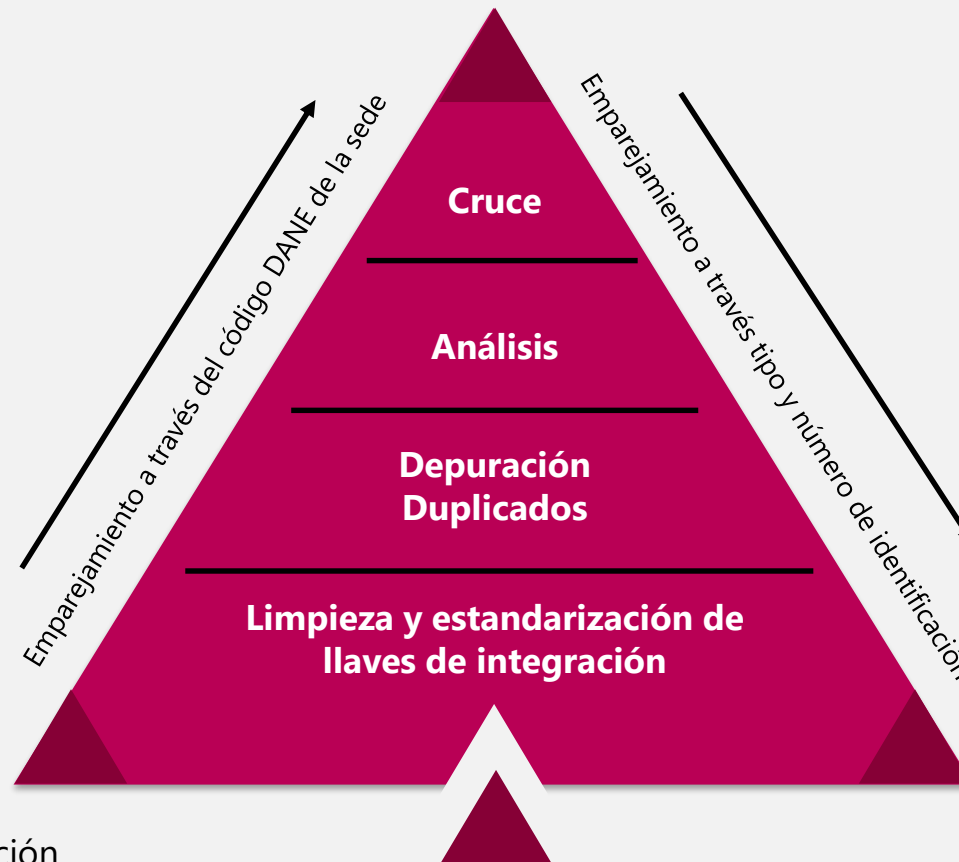 Emparejamiento a través del código DANE de la sede
Emparejamiento a través tipo y número de identificación
Cruce
Análisis
Depuración
Duplicados
Limpieza y estandarización de
llaves de integración
ción